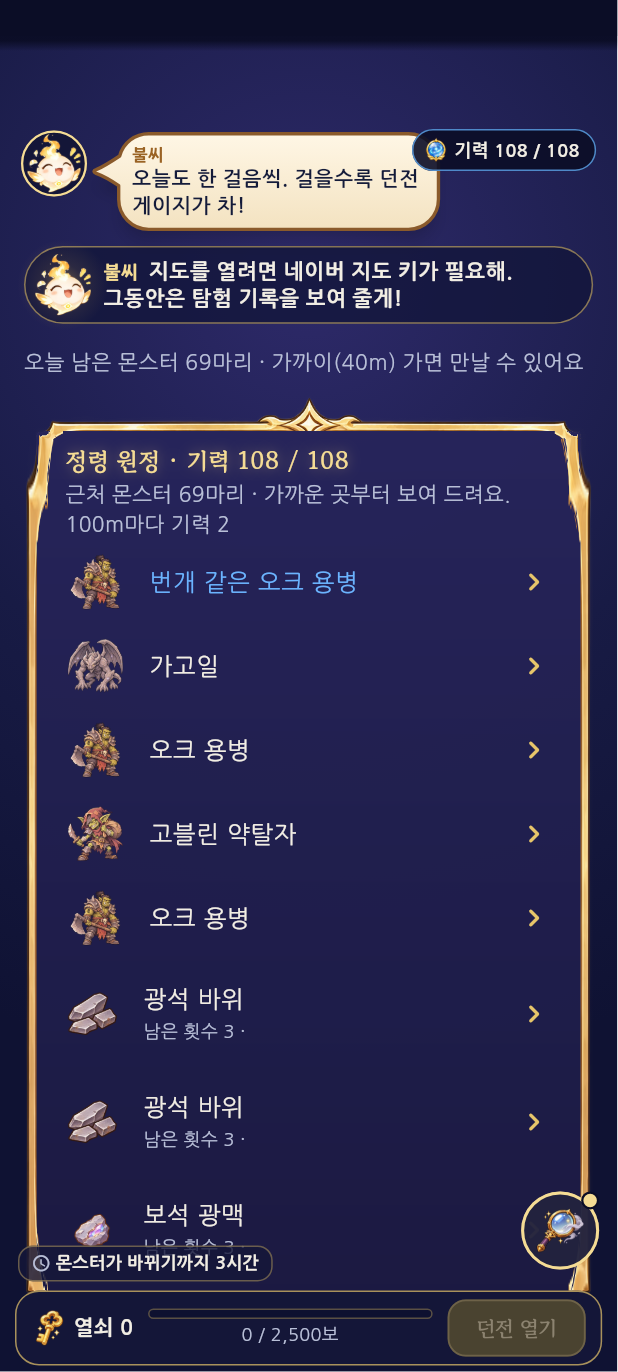 불씨
오늘도 한 걸음씩. 걸을수록 던전
게이지가 차!
기력 108 / 108
불씨 지도를 열려면 네이버 지도 키가 필요해.
그동안은 탐험 기록을 보여 줄게!
오늘 남은 몬스터 69마리 · 가까이(40m) 가면 만날 수 있어요
정령 원정 · 기력 108 / 108
근처 몬스터 69마리 · 가까운 곳부터 보여 드려요.
100m마다 기력 2
번개 같은 오크 용병
가고일
오크 용병
고블린 약탈자
오크 용병
광석 바위
남은 횟수 3 ·
광석 바위
남은 횟수 3 ·
보석 광맥
남은 횟수 3 ·
몬스터가 바뀌기까지 3시간
열쇠 0
0 / 2,500보
던전 열기